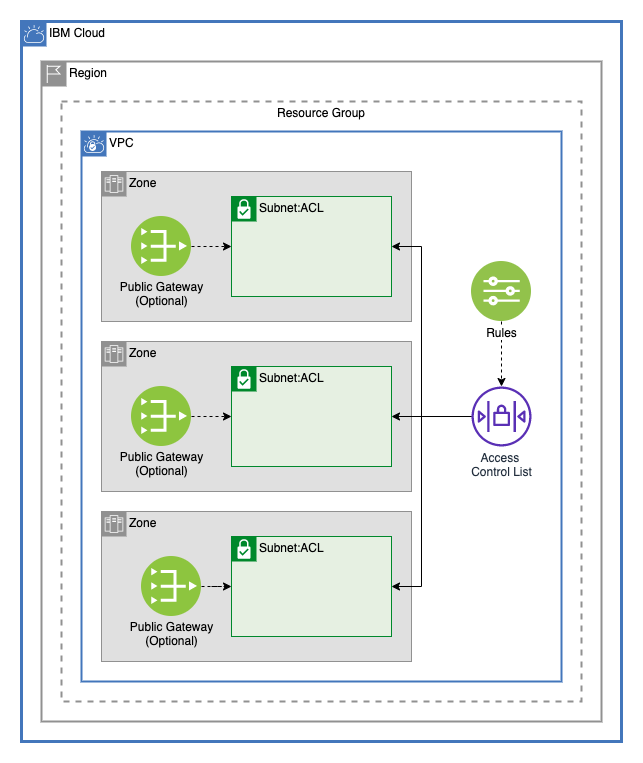 IBM Cloud
Region
Resource Group
VPC
Zone
Subnet:ACL
Public Gateway
(Optional)
Rules
Zone
Subnet:ACL
Public Gateway
(Optional)
Access
Control List
Zone
Subnet:ACL
Public Gateway
(Optional)